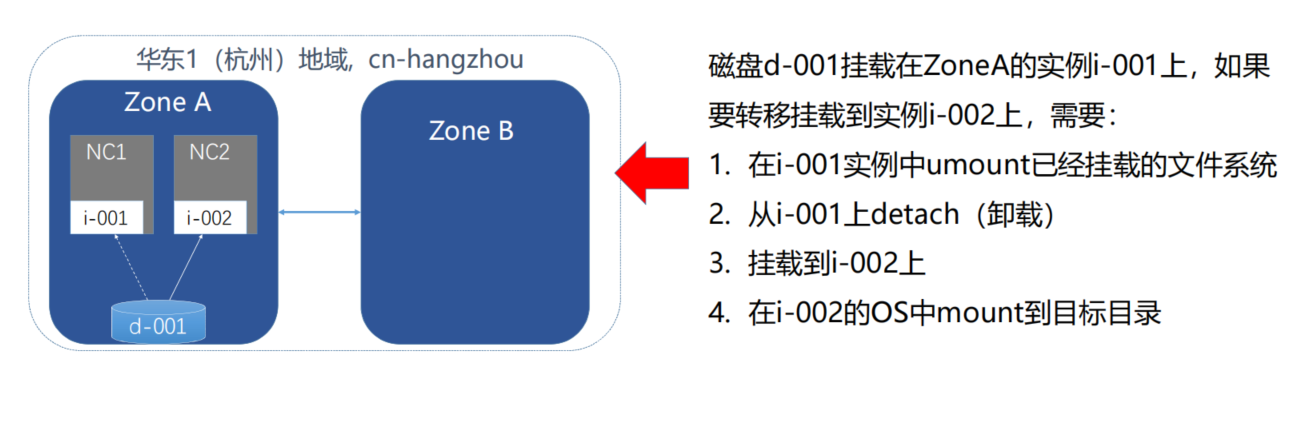 华东1（杭州）地域, cn-hangzhou
Zone A
NC1
NC2
i-001
i-002
d-001
Zone B
磁盘d-001挂载在ZoneA的实例i-001上，如果
要转移挂载到实例i-002上，需要：
1. 在i-001实例中umount已经挂载的文件系统
2. 从i-001上detach（卸载）
3. 挂载到i-002上
4. 在i-002的OS中mount到目标目录